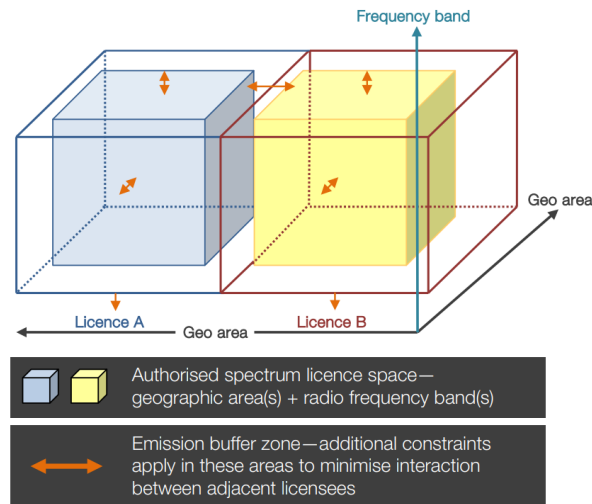 Frequency band
Geo area
Licence A
Geo area
Licence B
Authorised spectrum licence space—
geographic area(s) + radio frequency band(s)
Emission buffer zone—additional constraints
apply in these areas to minimise interaction
between adjacent licensees